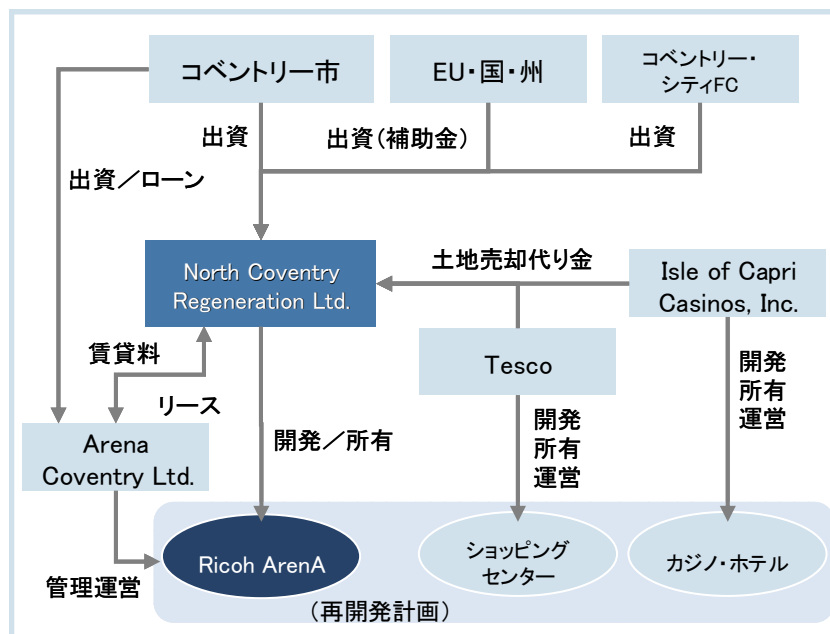 コベントリー市
EU・国・州
コベントリー・
シティFC
出資
出資(補助金)
出資
出資／ローン
North Coventry
Regeneration Ltd.
土地売却代り金
Isle of Capri
Casinos, Inc.
賃貸料
リース
Tesco
開発
所有
運営
Arena
Coventry Ltd.
開発／所有
開発
所有
運営
管理運営
Ricoh ArenA
ショッピング
センター
カジノ・ホテル
(再開発計画)